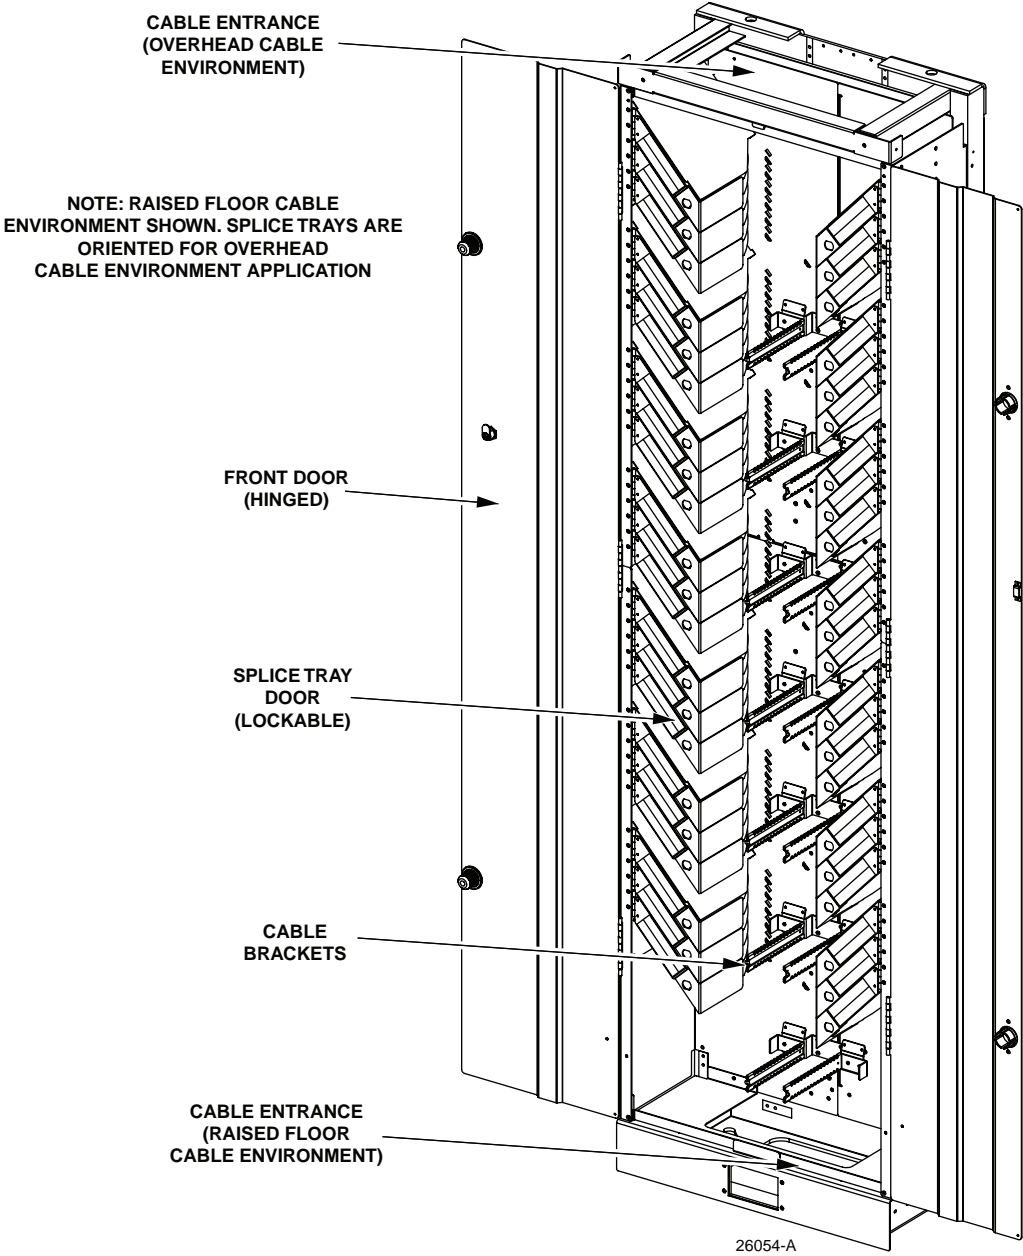 CABLE ENTRANCE
(OVERHEAD CABLE
ENVIRONMENT)
NOTE: RAISED FLOOR CABLE
ENVIRONMENT SHOWN. SPLICE TRAYS ARE
ORIENTED FOR OVERHEAD
CABLE ENVIRONMENT APPLICATION
FRONT DOOR
(HINGED)
SPLICE TRAY
DOOR
(LOCKABLE)
CABLE
BRACKETS
CABLE ENTRANCE
(RAISED FLOOR
CABLE ENVIRONMENT)
26054-A